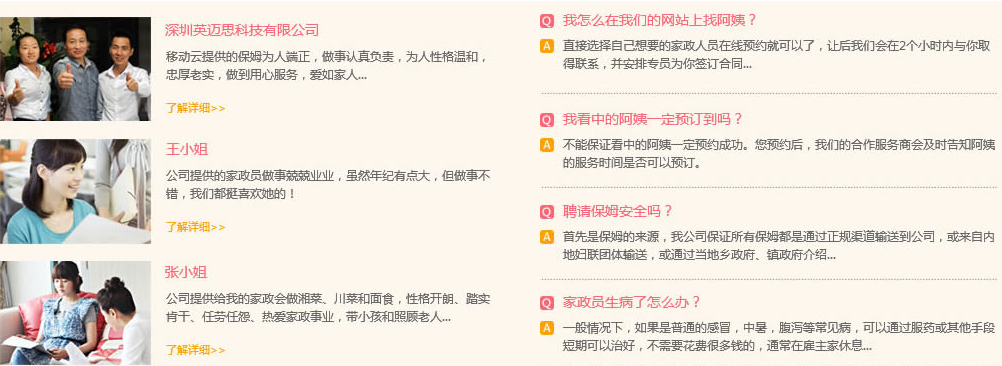 深圳英迈思科技有限公司
移动云提供的保姆为人端正，做事认真负责，为人性格温和，
忠厚老实，做到用心服务，爱如家人...
了解详细>>
王小姐
公司提供的家政员做事兢兢业业，虽然年纪有点大，但做事不
错，我们都挺喜欢她的！
了解详细>>
张小姐
公司提供给我的家政会做湘菜、川菜和面食，性格开朗、踏实
肯干、任劳任怨、热爱家政事业，带小孩和照顾老人...
了解详细>>
Q 我怎么在我们的网站上找阿姨？
A 直接选择自己想要的家政人员在线预约就可以了，让后我们会在2个小时内与你取
得联系，并安排专员为你签订合同...
Q 我看中的阿姨一定预订到吗？
A 不能保证看中的阿姨一定预约成功。您预约后，我们的合作服务商会及时告知阿姨
的服务时间是否可以预订。
Q 聘请保姆安全吗？
A 首先是保姆的来源，我公司保证所有保姆都是通过正规渠道输送到公司，或来自内
地妇联团体输送，或通过当地乡政府、镇政府介绍...
Q 家政员生病了怎么办？
A 一般情况下，如果是普通的感冒，中暑，腹泻等常见病，可以通过服药或其他手段
短期可以治好，不需要花费很多钱的，通常在雇主家休息...